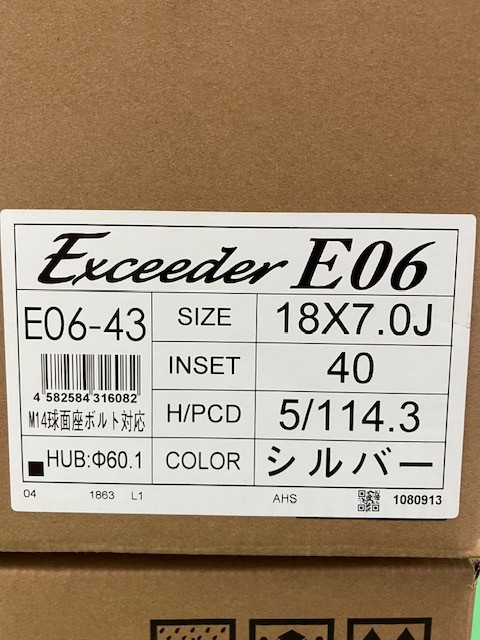 Exceeder E06
E06-43
SIZE
18X7.0J
4 582584 316082
INSET
40
M14球面座ボルト対応
H/PCD
5/114.3
■HUB:Φ60.1
COLOR
シルバー
04 1863 L1 AHS 1080913